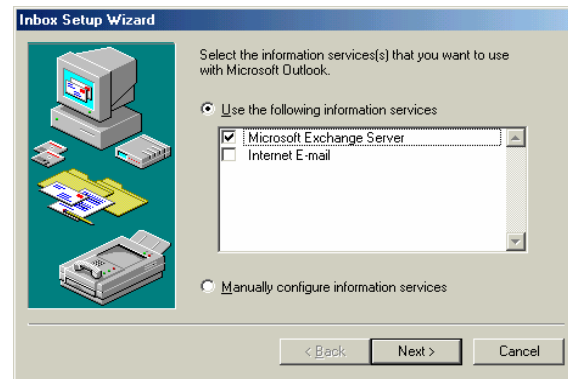 Inbox Setup Wizard
Select the information services(s) that you want to use
with Microsoft Outlook.
Use the following information services
Microsoft Exchange Server
Internet E-mail
Manually configure information services
< Back
Next >
Cancel